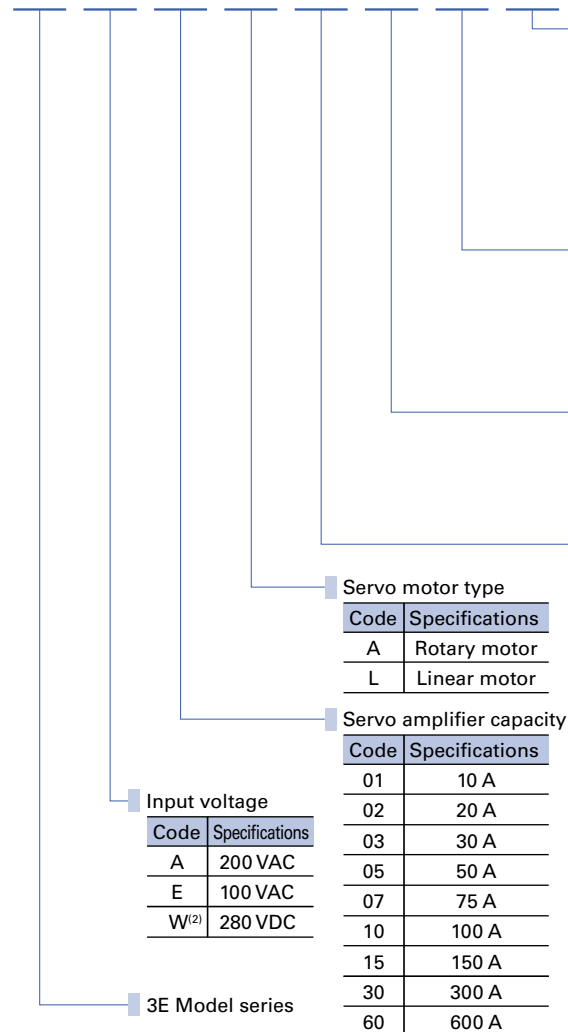 Servo motor type
Code Specifications
A Rotary motor
L Linear motor
Servo amplifier capacity
Code Specifications
01 10 A
02 20 A
03 30 A
05 50 A
07 75 A
10 100 A
15 150 A
30 300 A
60 600 A
Input voltage
Code Specifications
A 200 VAC
E 100 VAC
W(2) 280 VDC
3E Model series